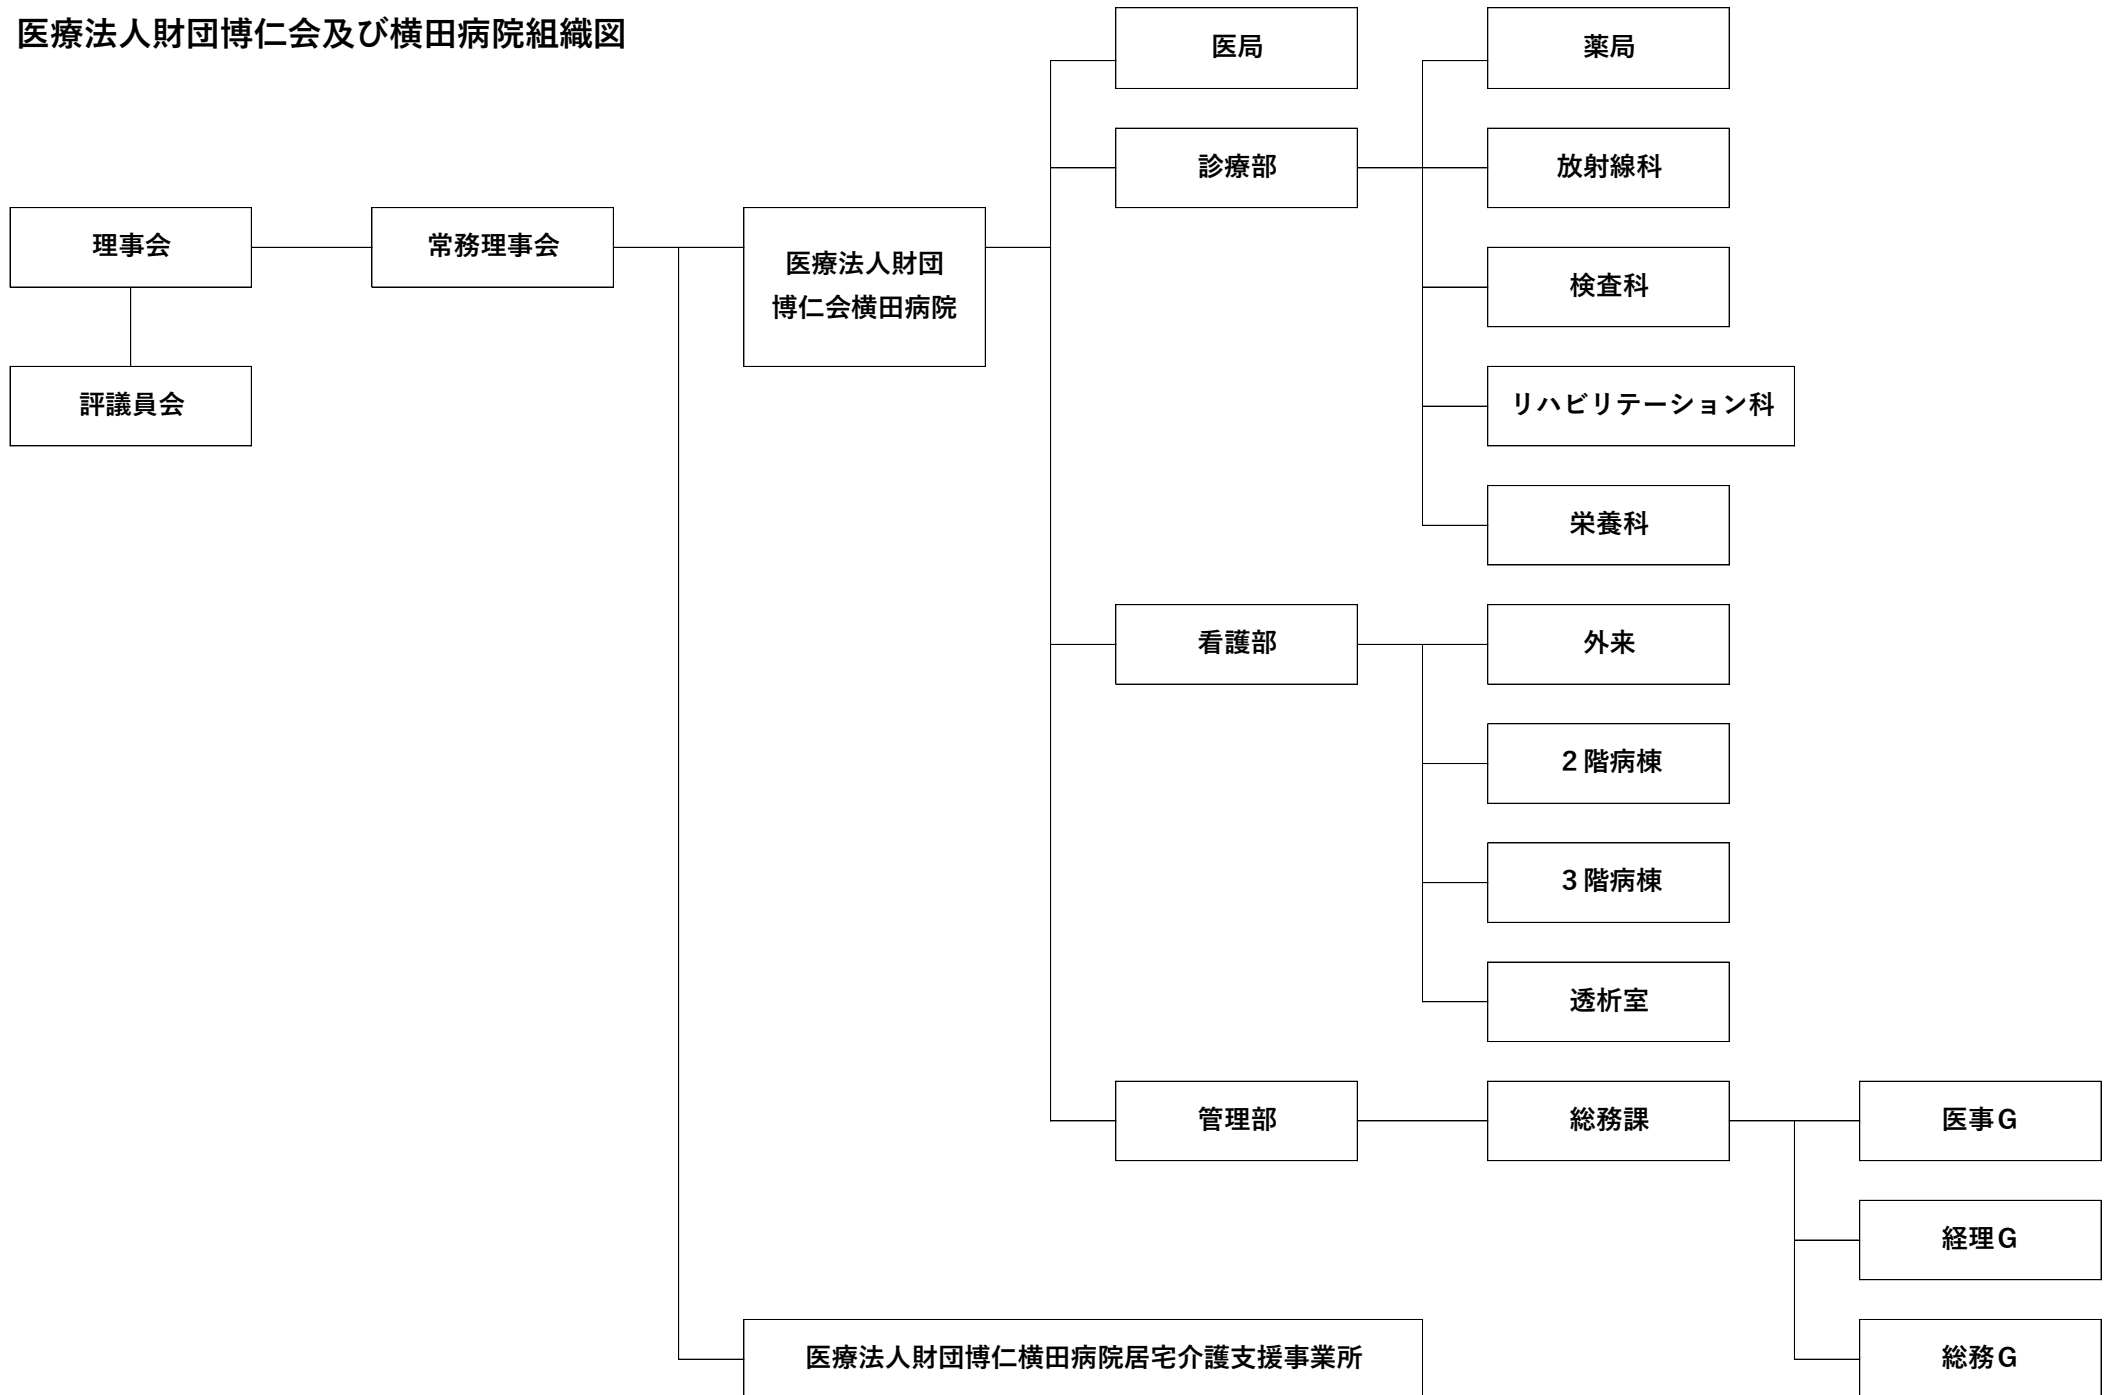 医療法人財団博仁会及び横田病院組織図
医局
薬局
診療部
放射線科
理事会
常務理事会
医療法人財団
博仁会横田病院
検査科
評議員会
リハビリテーション科
栄養科
看護部
外来
２階病棟
３階病棟
透析室
管理部
総務課
医事Ｇ
経理Ｇ
医療法人財団博仁横田病院居宅介護支援事業所
総務Ｇ